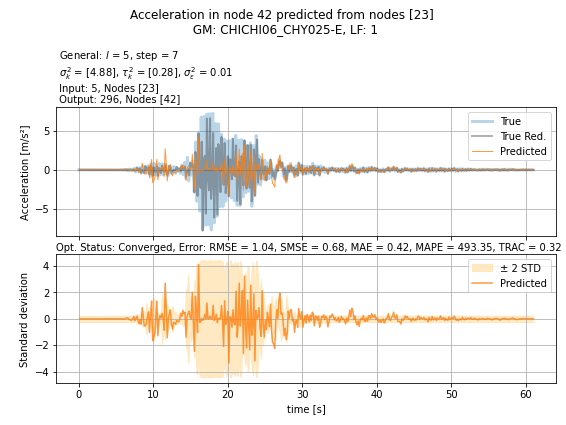 Acceleration in node 42 predicted from nodes [23]
GM: CHICHI06_CHY025-E, LF: 1
General: l = 5, step = 7
σ²ₖ = [4.88], τ²ₖ = [0.28], σ²ε = 0.01
Input: 5, Nodes [23]
Output: 296, Nodes [42]
Acceleration [m/s²]
5
0
−5
True
True Red.
Predicted
Opt. Status: Converged, Error: RMSE = 1.04, SMSE = 0.68, MAE = 0.42, MAPE = 493.35, TRAC = 0.32
Standard deviation
4
2
0
−2
−4
± 2 STD
Predicted
0 10 20 30 40 50 60
time [s]